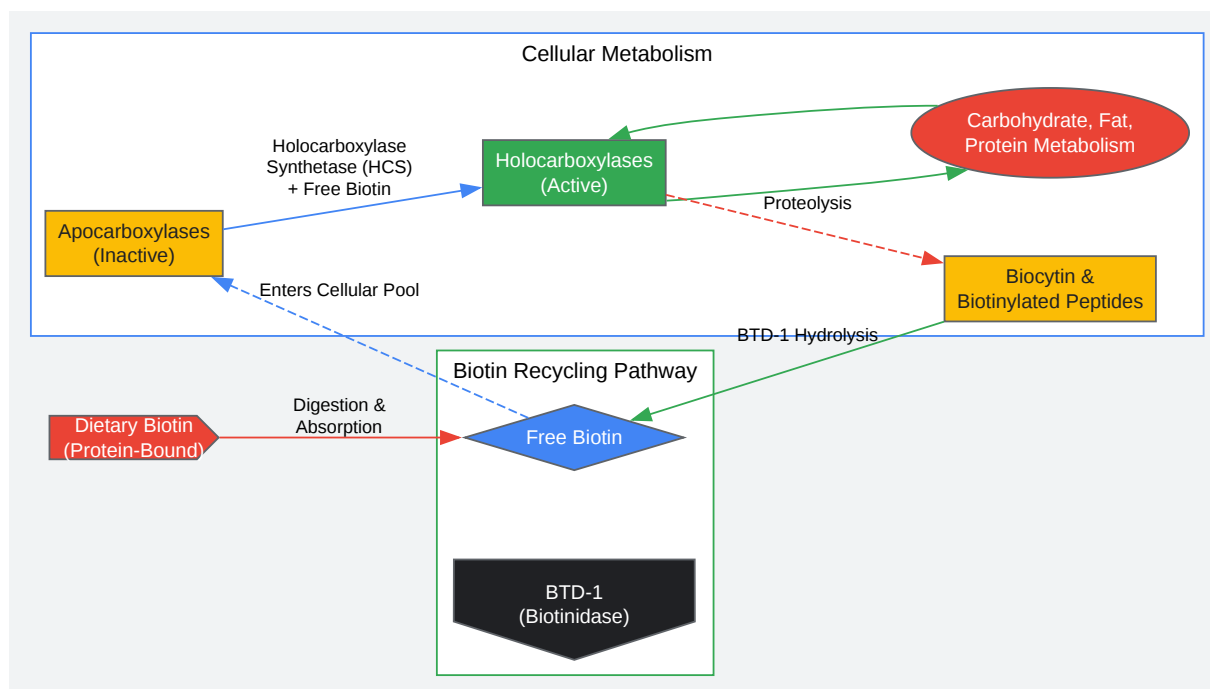 Cellular Metabolism
Holocarboxylase
Synthetase (HCS)
+ Free Biotin
Holocarboxylases
(Active)
Carbohydrate, Fat,
Protein Metabolism
Proteolysis
Apocarboxylases
(Inactive)
Enters Cellular Pool
Biocytin &
Biotinylated Peptides
BTD-1 Hydrolysis
Biotin Recycling Pathway
Dietary Biotin
(Protein-Bound)
Digestion &
Absorption
Free Biotin
BTD-1
(Biotinidase)